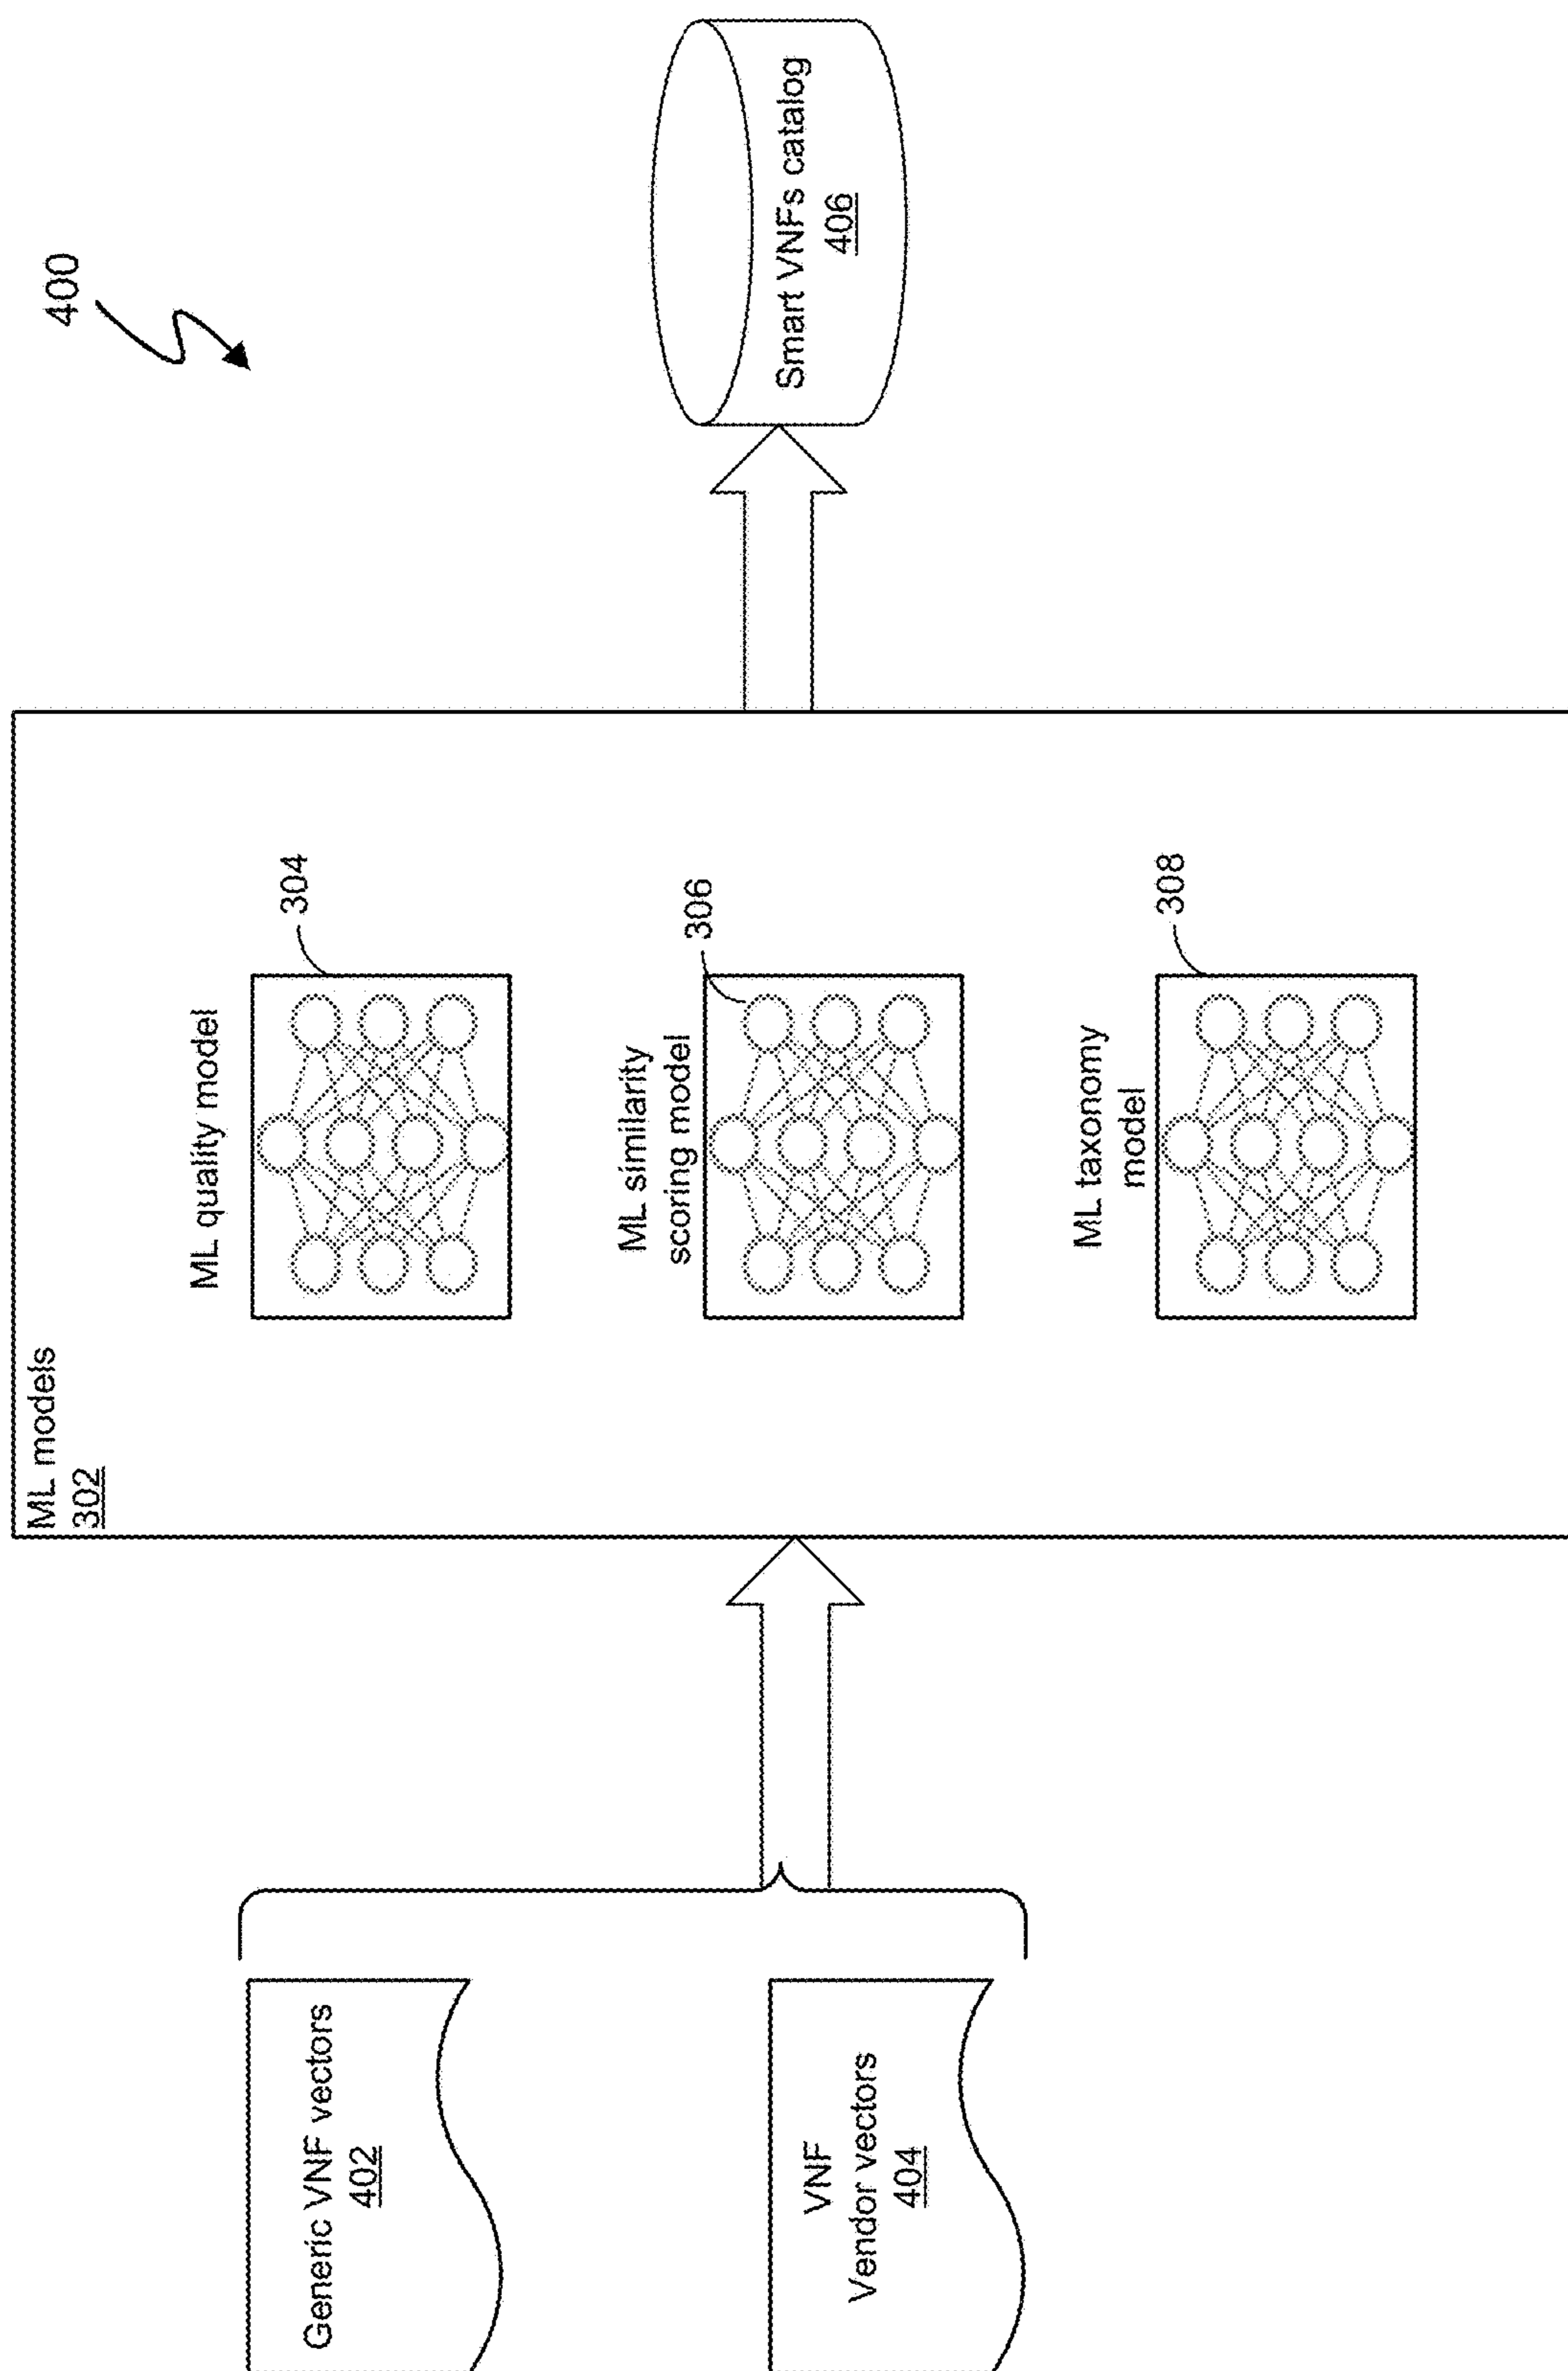 400
Generic VNF vectors
402
VNF
Vendor vectors
404
ML models
302
ML quality model
304
ML similarity
scoring model
306
ML taxonomy
model
308
Smart VNFs catalog
406